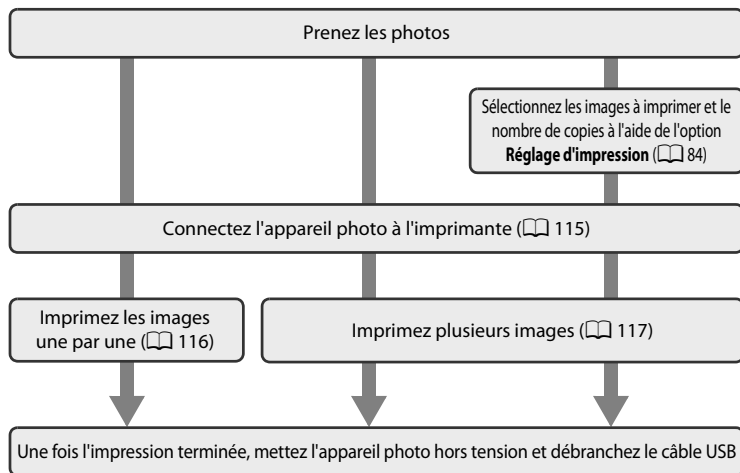 Prenez les photos
Sélectionnez les images à imprimer et le
nombre de copies à l'aide de l'option
Réglage d'impression (84)
Connectez l'appareil photo à l'imprimante (115)
Imprimez les images
une par une (116)
Imprimez plusieurs images (117)
Une fois l'impression terminée, mettez l'appareil photo hors tension et débranchez le câble USB